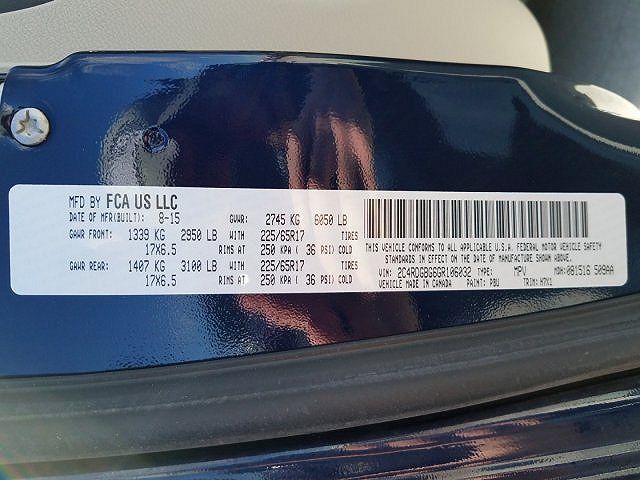 MFD BY FCA US LLC
DATE OF MFR(BUILT): 8-15 GVWR: 2745 KG 6050 LB
GAWR FRONT: 1339 KG 2950 LB WITH 225/65R17 TIRES
17X6.5 RIMS AT 250 KPA ( 36 PSI) COLD
GAWR REAR: 1407 KG 3100 LB WITH 225/65R17 TIRES
17X6.5 RIMS AT 250 KPA ( 36 PSI) COLD
THIS VEHICLE CONFORMS TO ALL APPLICABLE U.S.A. FEDERAL MOTOR VEHICLE SAFETY
STANDARDS IN EFFECT ON THE DATE OF MANUFACTURE SHOWN ABOVE.
VIN: 2C4RDGBG6GR106032 TYPE: MPV MDH: 081516 509AA
VEHICLE MADE IN CANADA PAINT: PBU TRIM: H7X1